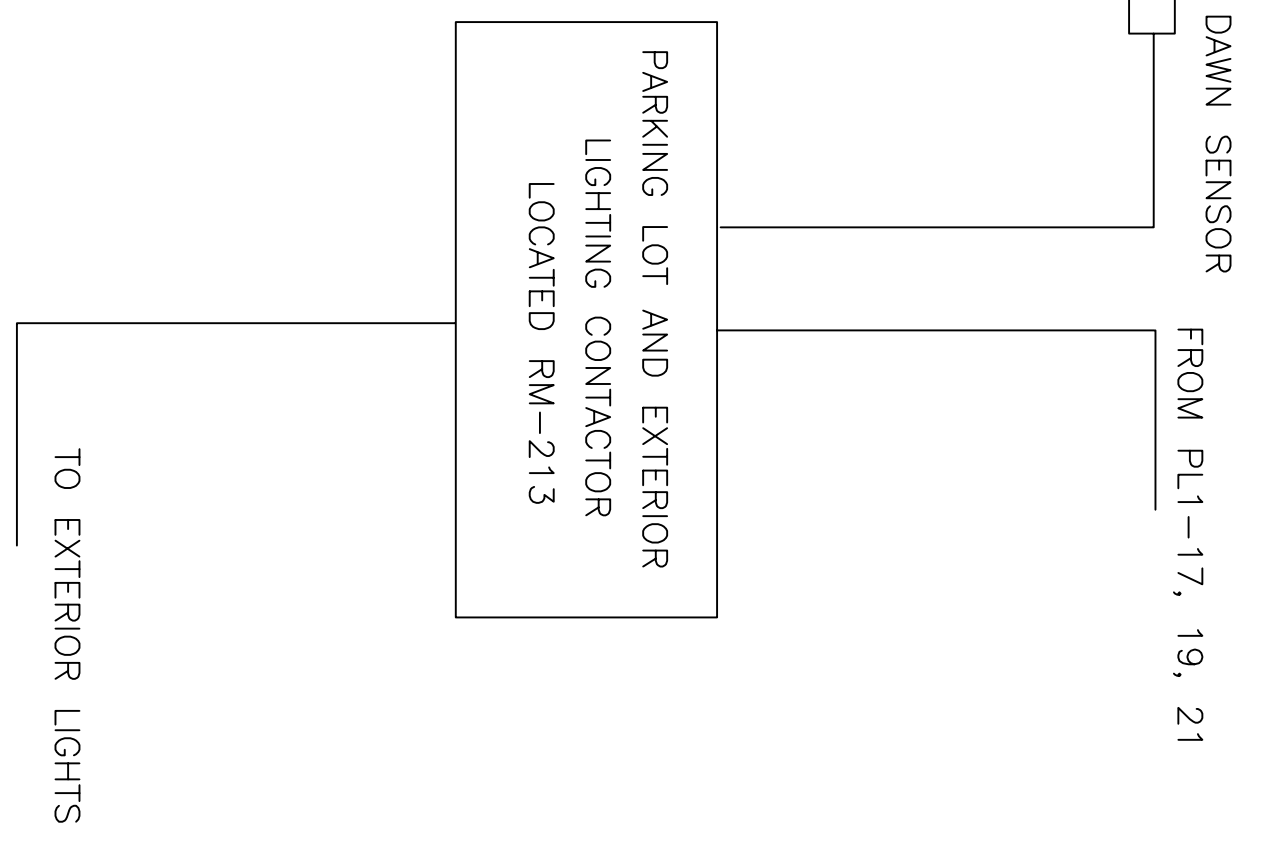 DAWN SENSOR
FROM PL1-17, 19, 21
PARKING LOT AND EXTERIOR
LIGHTING CONTACTOR
LOCATED RM-213
TO EXTERIOR LIGHTS